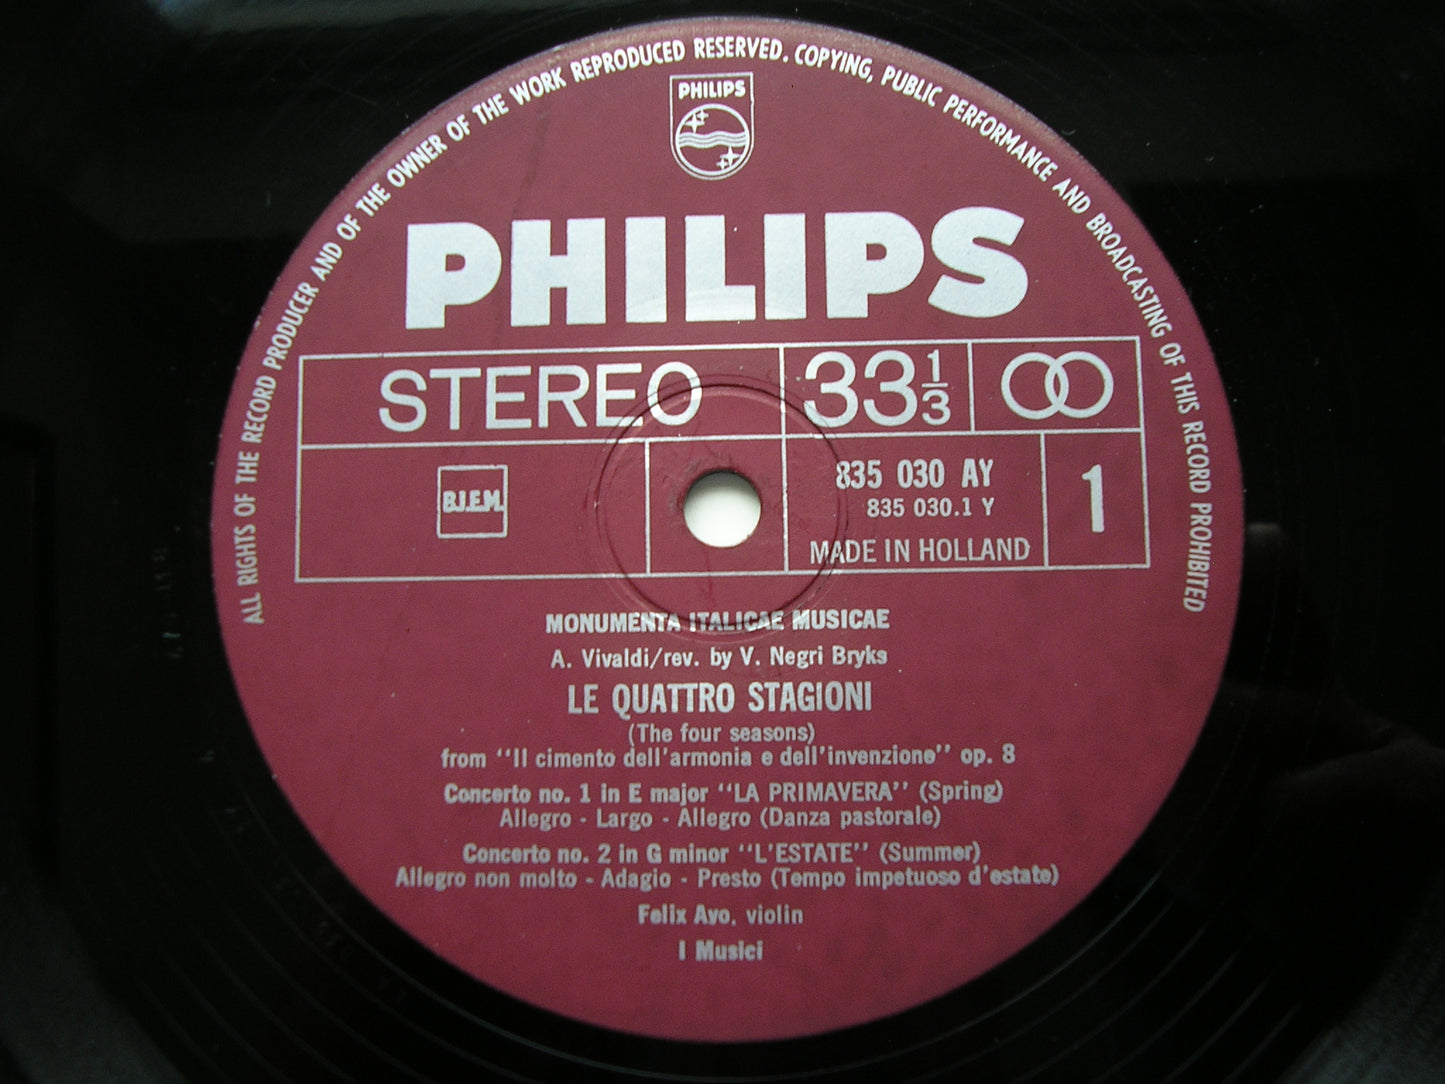 ALL RIGHTS OF THE RECORD PRODUCER AND OF THE OWNER OF THE WORK REPRODUCED RESERVED. COPYING, PUBLIC PERFORMANCE AND BROADCASTING OF THIS RECORD PROHIBITED
PHILIPS
PHILIPS
STEREO
33 1/3
B.I.E.M.
835 030 AY
835 030.1 Y
MADE IN HOLLAND
1
MONUMENTA ITALICAE MUSICAE
A. Vivaldi/rev. by V. Negri Bryks
LE QUATTRO STAGIONI
(The four seasons)
from "Il cimento dell'armonia e dell'invenzione" op. 8
Concerto no. 1 in E major "LA PRIMAVERA" (Spring)
Allegro - Largo - Allegro (Danza pastorale)
Concerto no. 2 in G minor "L'ESTATE" (Summer)
Allegro non molto - Adagio - Presto (Tempo impetuoso d'estate)
Felix Ayo, violin
I Musici